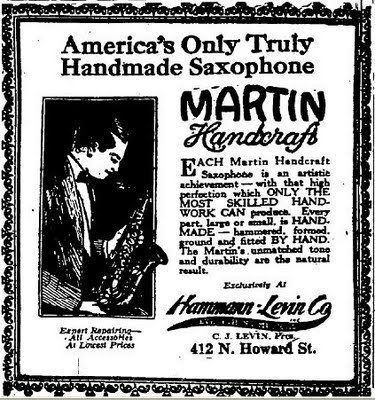 America's Only Truly
Handmade Saxophone
MARTIN
Handcraft
EACH Martin Handcraft
Saxophone is an artistic
achievement — with that high
perfection which ONLY THE
MOST SKILLED HAND-
WORK CAN produce. Every
part, large or small, is HAND-
MADE — hammered, formed,
ground and fitted BY HAND.
The Martin's unmatched tone
and durability are the natural
result.
Exclusively At
Hammann-Levin Co
C. J. LEVIN, Pres.
412 N. Howard St.
Expert Repairing—
All Accessories
At Lowest Prices